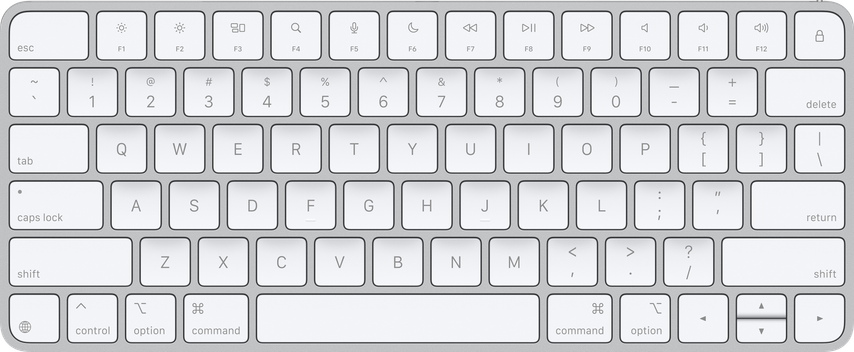 esc F1 F2 F3 F4 F5 F6 F7 F8 F9 F10 F11 F12
~ ! @ # $ % ^ & * ( ) _ +
` 1 2 3 4 5 6 7 8 9 0 - = delete
tab Q W E R T Y U I O P { [ } ] | \
caps lock A S D F G H J K L : ; " ' return
shift Z X C V B N M < , > . ? / shift
^ control ⌥ option ⌘ command ⌘ command ⌥ option ◂ ▴ ▾ ▸